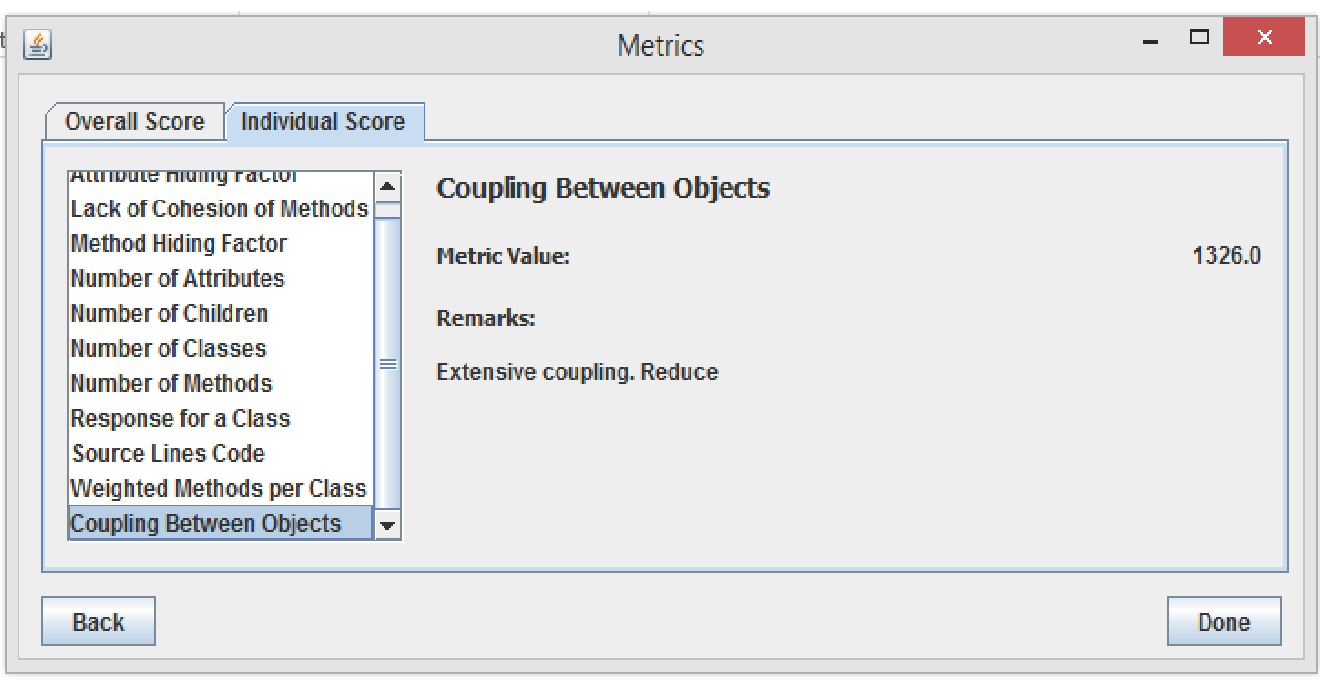 Metrics
Overall Score
Individual Score
Attribute Hiding Factor
Lack of Cohesion of Methods
Method Hiding Factor
Number of Attributes
Number of Children
Number of Classes
Number of Methods
Response for a Class
Source Lines Code
Weighted Methods per Class
Coupling Between Objects
Coupling Between Objects
Metric Value: 1326.0
Remarks:
Extensive coupling. Reduce
Back
Done